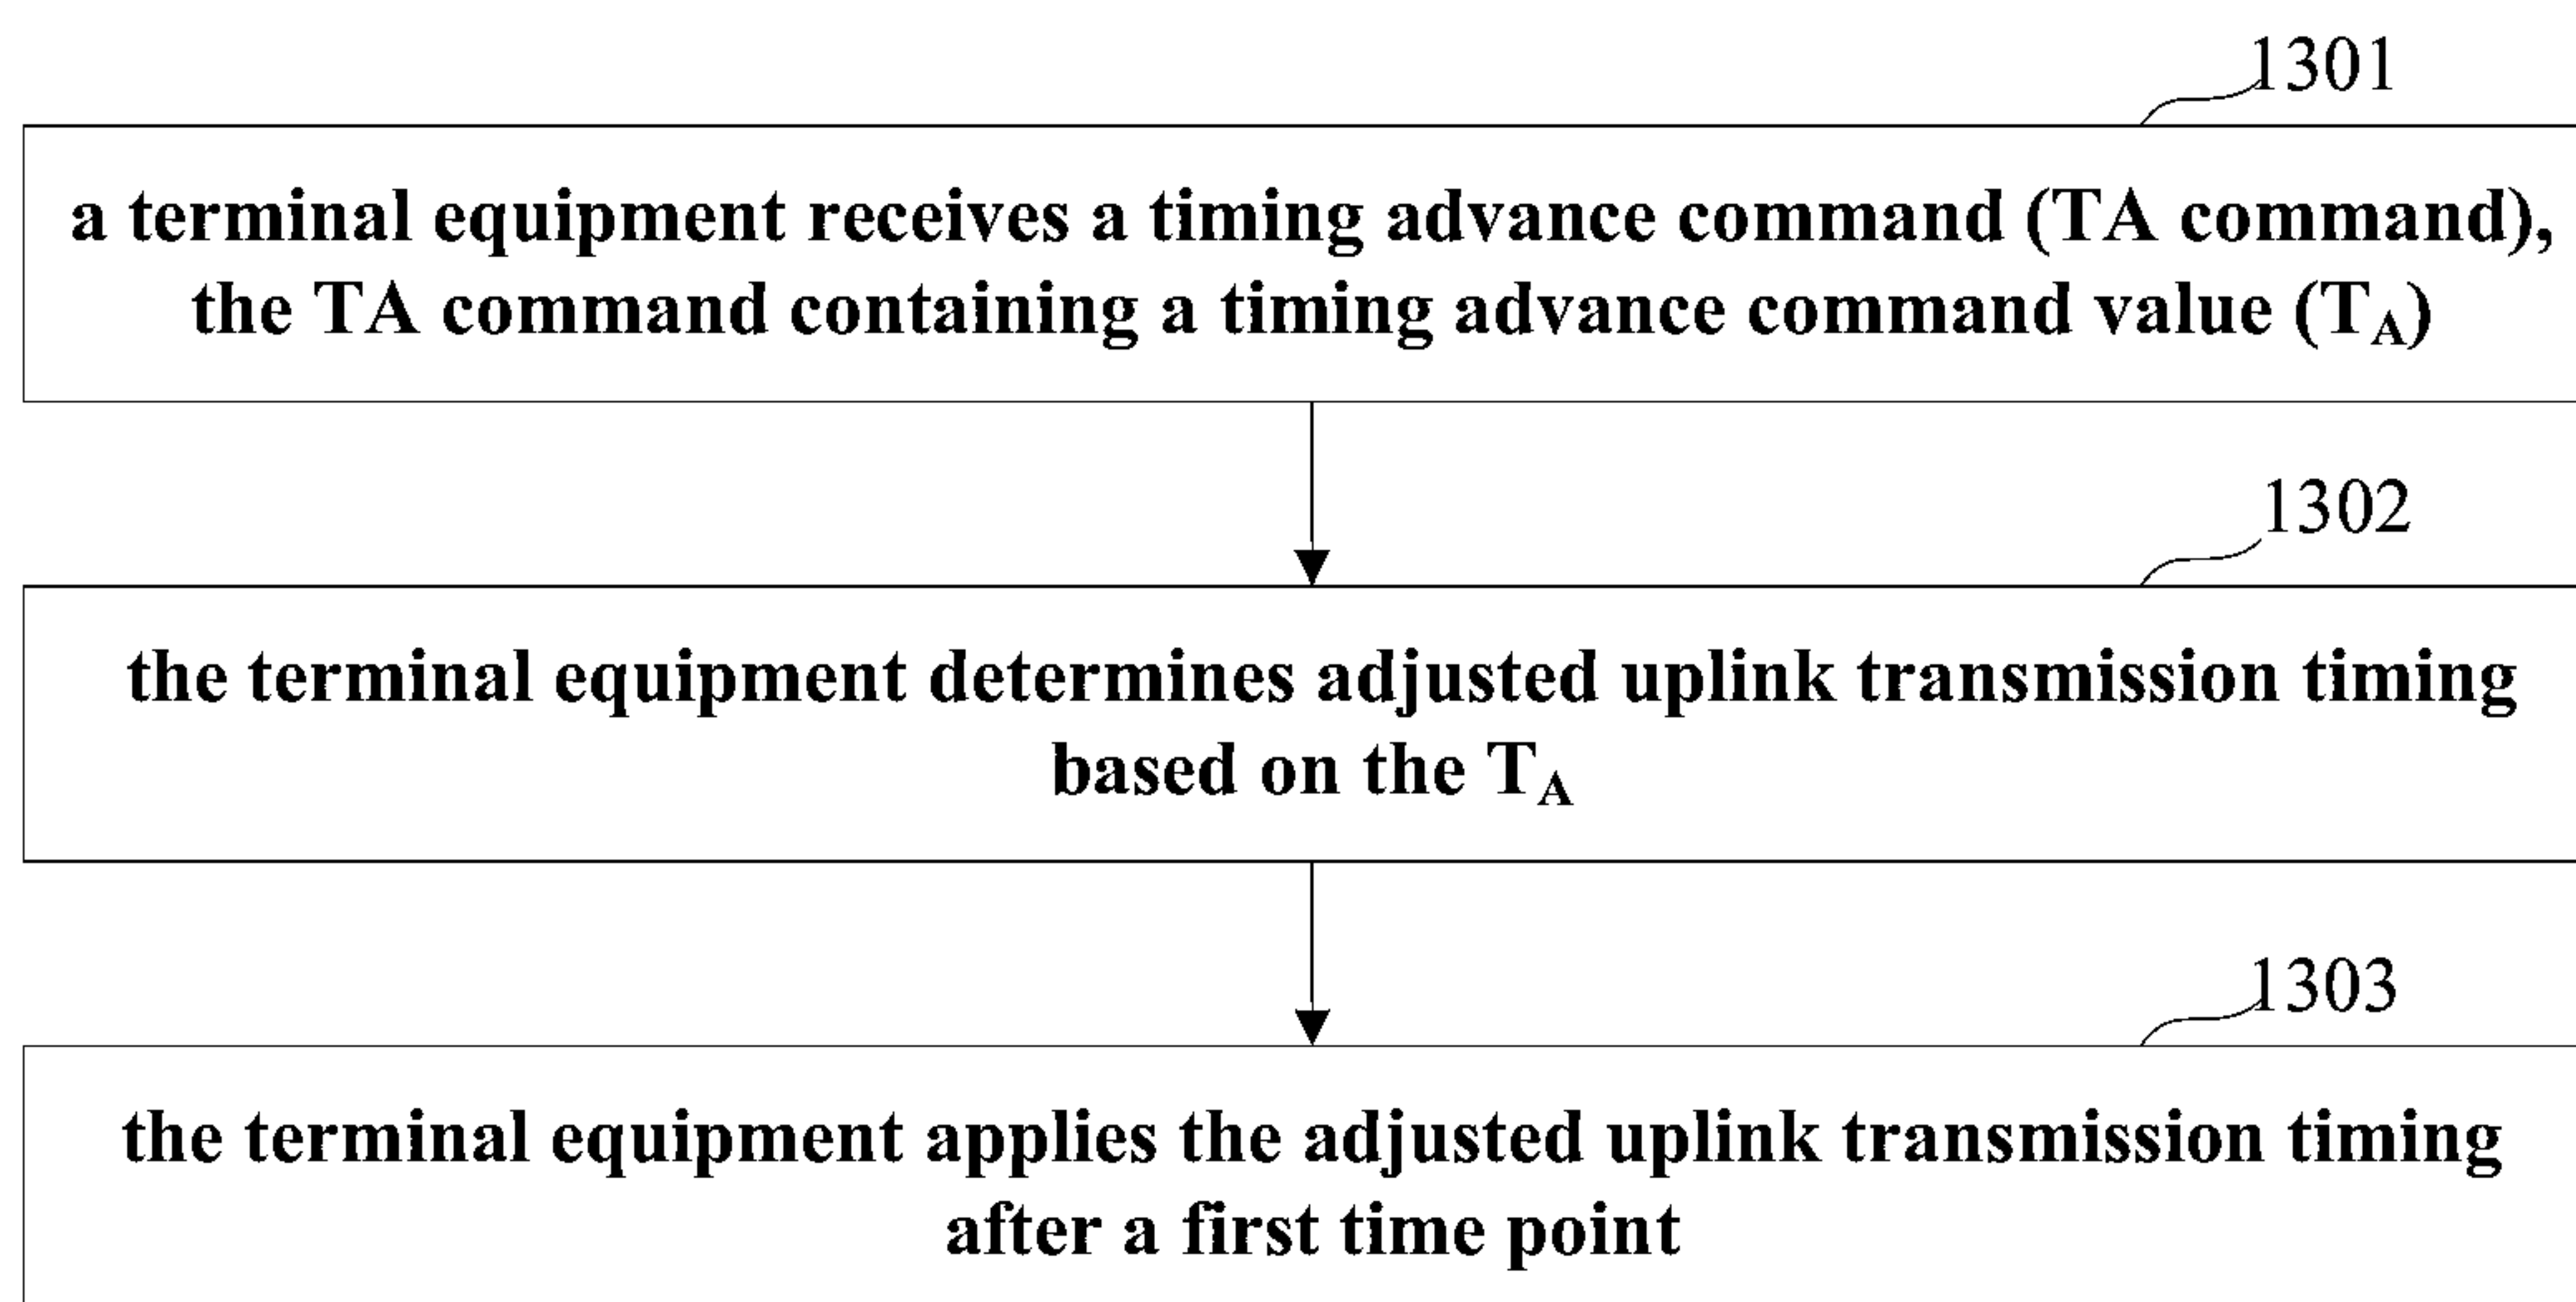 1301
a terminal equipment receives a timing advance command (TA command),
the TA command containing a timing advance command value (TA)
1302
the terminal equipment determines adjusted uplink transmission timing
based on the TA
1303
the terminal equipment applies the adjusted uplink transmission timing
after a first time point